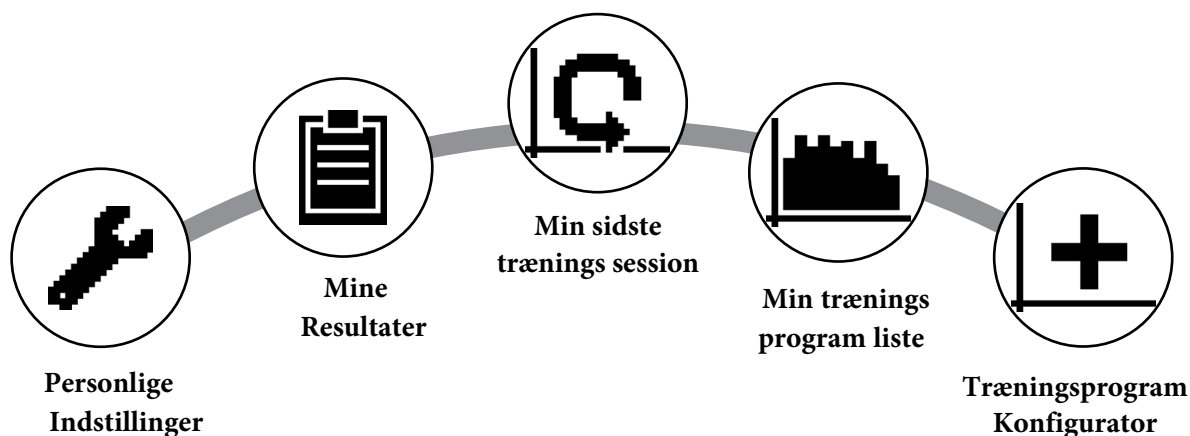 Personlige
Indstillinger
Mine
Resultater
Min sidste
trænings session
Min trænings
program liste
Træningsprogram
Konfigurator